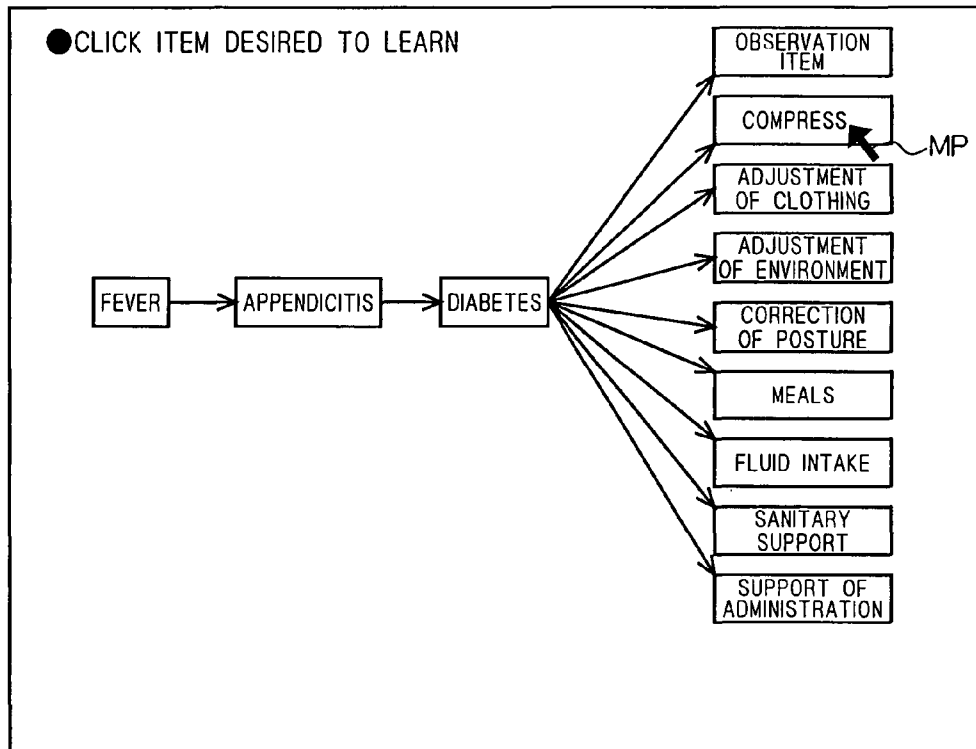 ●CLICK ITEM DESIRED TO LEARN
OBSERVATION
ITEM
COMPRESS
MP
ADJUSTMENT
OF CLOTHING
ADJUSTMENT
OF ENVIRONMENT
FEVER
APPENDICITIS
DIABETES
CORRECTION
OF POSTURE
MEALS
FLUID INTAKE
SANITARY
SUPPORT
SUPPORT OF
ADMINISTRATION